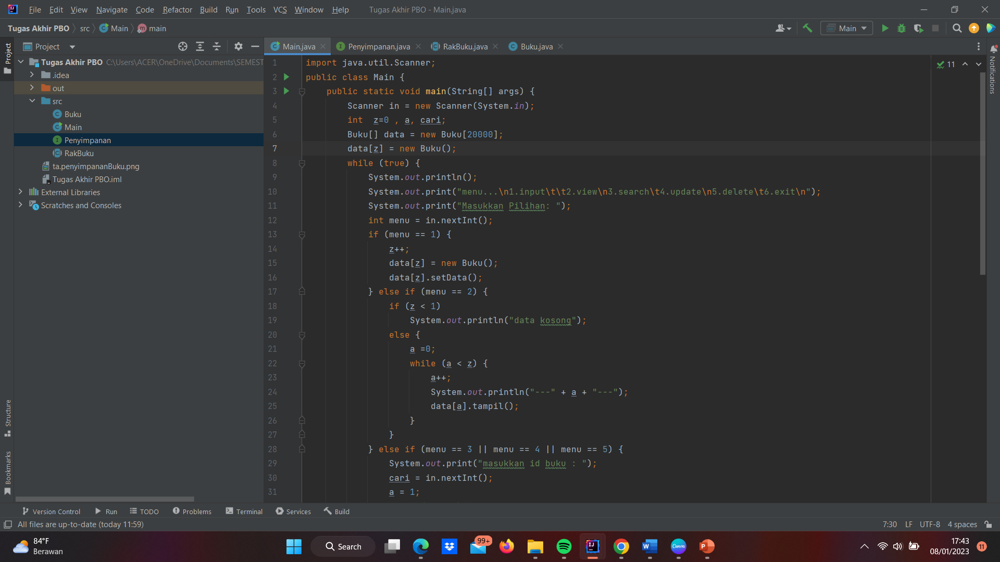 File Edit View Navigate Code Refactor Build Run Tools VCS Window Help Tugas Akhir PBO - Main.java
Tugas Akhir PBO src Main main
Main
Project
Project
Main.java Penyimpanan.java RakBuku.java Buku.java
Tugas Akhir PBO C:\Users\ACER\OneDrive\Documents\SEMEST
.idea
out
src
Buku
Main
Penyimpanan
RakBuku
ta.penyimpananBuku.png
Tugas Akhir PBO.iml
External Libraries
Scratches and Consoles
Structure
Bookmarks
11
Notifications
1 import java.util.Scanner;
2 public class Main {
3 public static void main(String[] args) {
4 Scanner in = new Scanner(System.in);
5 int  z=0 , a, cari;
6 Buku[] data = new Buku[20000];
7 data[z] = new Buku();
8 while (true) {
9 System.out.println();
10 System.out.print("menu...\n1.input\t\t2.view\n3.search\t4.update\n5.delete\t6.exit\n");
11 System.out.print("Masukkan Pilihan: ");
12 int menu = in.nextInt();
13 if (menu == 1) {
14 z++;
15 data[z] = new Buku();
16 data[z].setData();
17 } else if (menu == 2) {
18 if (z < 1)
19 System.out.println("data kosong");
20 else {
21 a =0;
22 while (a < z) {
23 a++;
24 System.out.println("---" + a + "---");
25 data[a].tampil();
26 }
27 }
28 } else if (menu == 3 || menu == 4 || menu == 5) {
29 System.out.print("masukkan id buku : ");
30 cari = in.nextInt();
31 a = 1;
Version Control Run TODO Problems Terminal Services Build
All files are up-to-date (today 11:59) 7:30 LF UTF-8 4 spaces
84°F
Berawan
Search
99+
Canva
17:43
08/01/2023
11